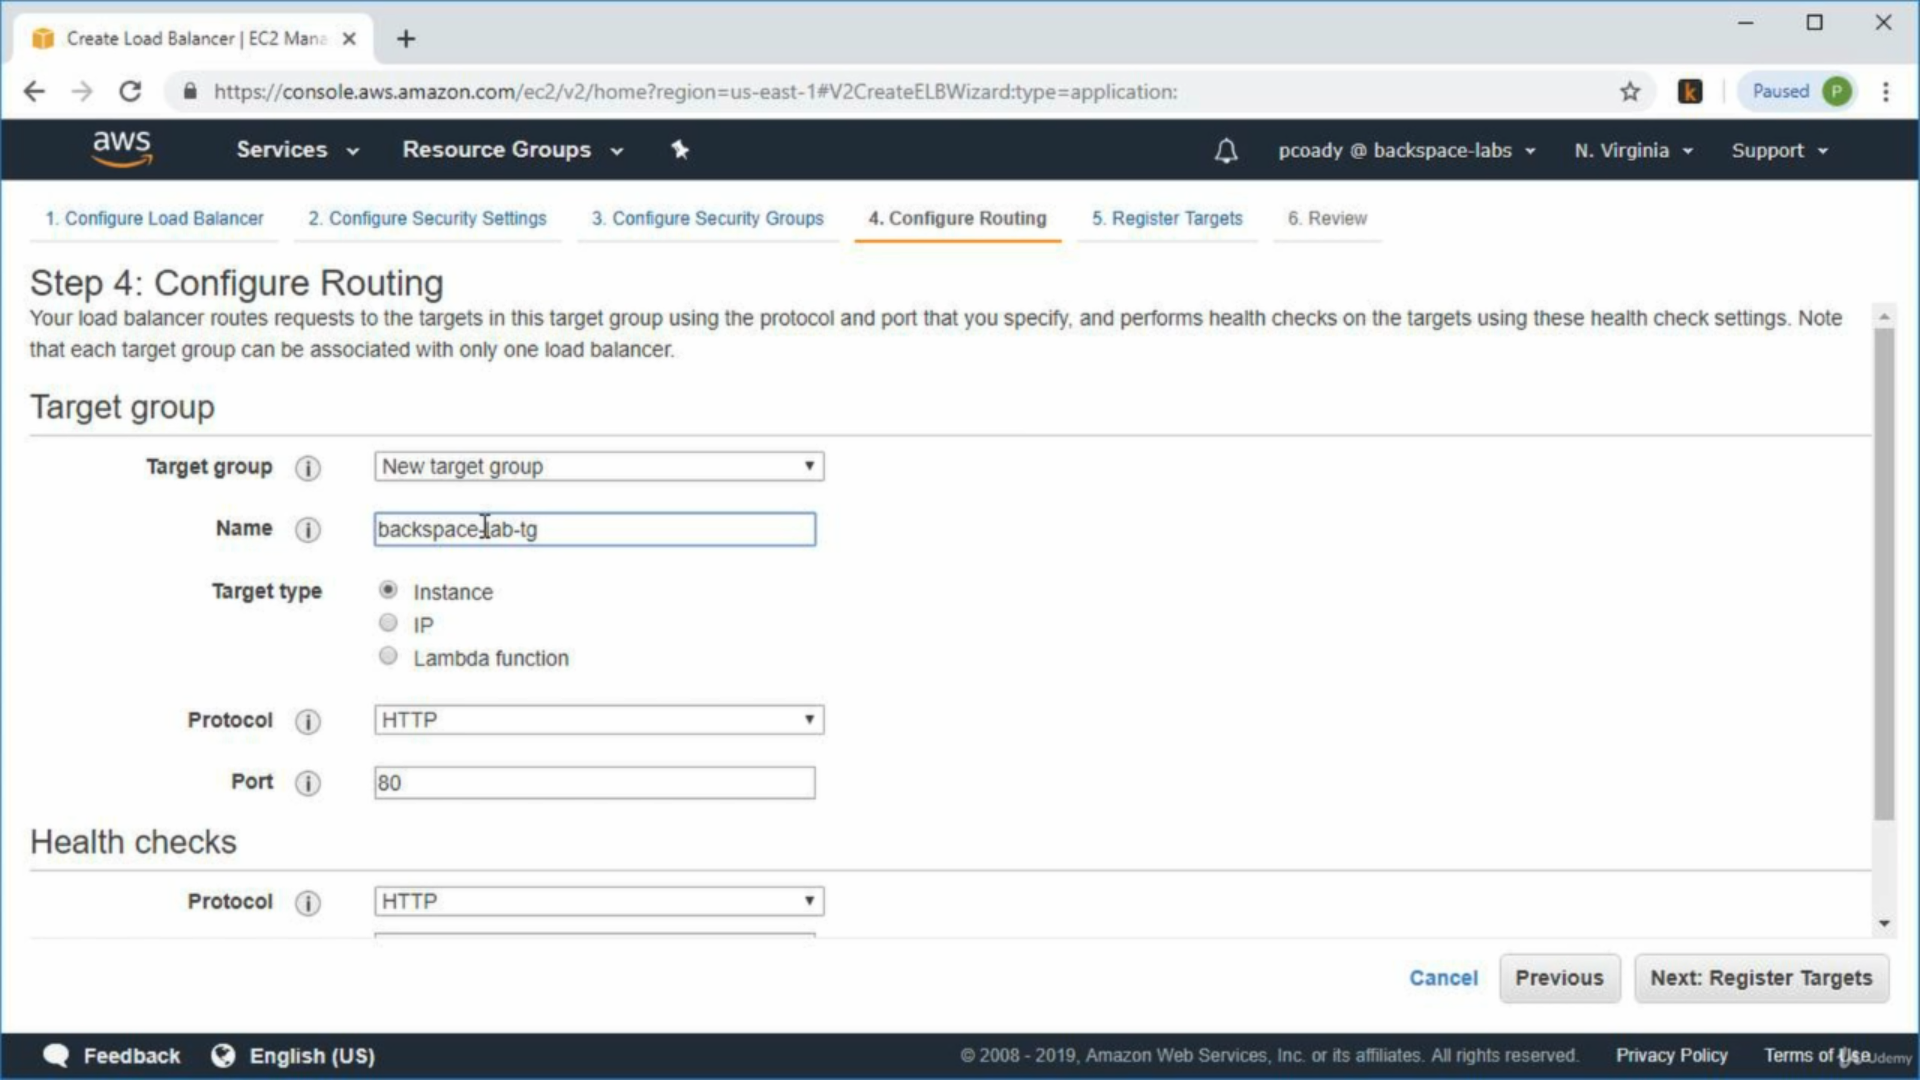 Create Load Balancer | EC2 Mana
https://console.aws.amazon.com/ec2/v2/home?region=us-east-1#V2CreateELBWizard:type=application:
k
Paused P
aws Services Resource Groups pcoady @ backspace-labs N. Virginia Support
1. Configure Load Balancer 2. Configure Security Settings 3. Configure Security Groups 4. Configure Routing 5. Register Targets 6. Review
Step 4: Configure Routing
Your load balancer routes requests to the targets in this target group using the protocol and port that you specify, and performs health checks on the targets using these health check settings. Note
that each target group can be associated with only one load balancer.
Target group
Target group i New target group
Name i backspace-lab-tg
Target type Instance
IP
Lambda function
Protocol i HTTP
Port i 80
Health checks
Protocol i HTTP
Cancel Previous Next: Register Targets
Feedback English (US) © 2008 - 2019, Amazon Web Services, Inc. or its affiliates. All rights reserved. Privacy Policy Terms of Use Udemy